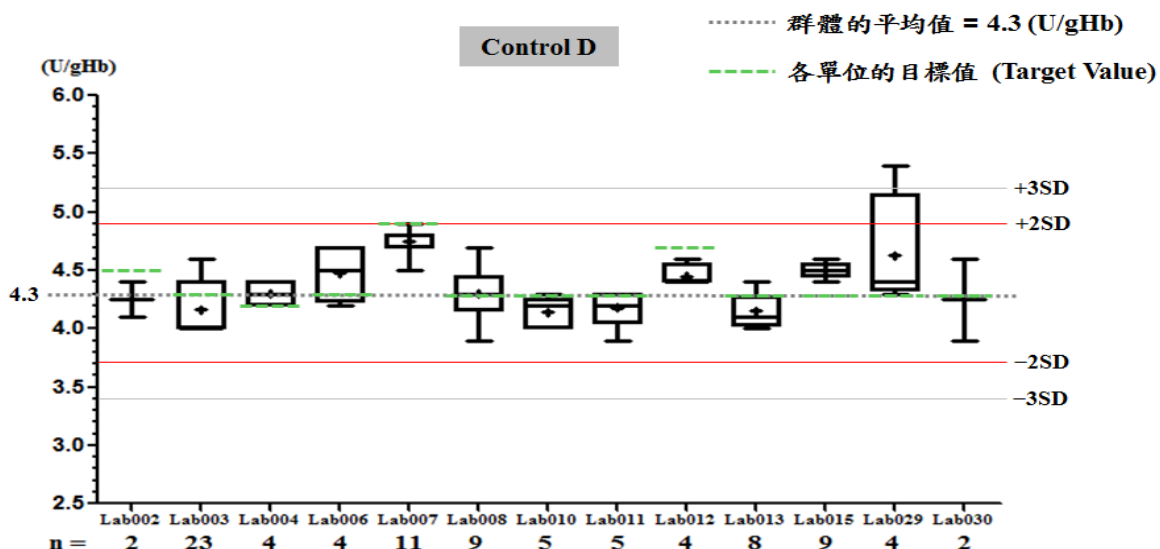 群體的平均值 = 4.3 (U/gHb)
Control D
各單位的目標值 (Target Value)
(U/gHb)
6.0
5.5
+3SD
5.0
+2SD
4.5
4.3
4.0
−2SD
3.5
−3SD
3.0
2.5
Lab002 Lab003 Lab004 Lab006 Lab007 Lab008 Lab010 Lab011 Lab012 Lab013 Lab015 Lab029 Lab030
n = 2 23 4 4 11 9 5 5 4 8 9 4 2